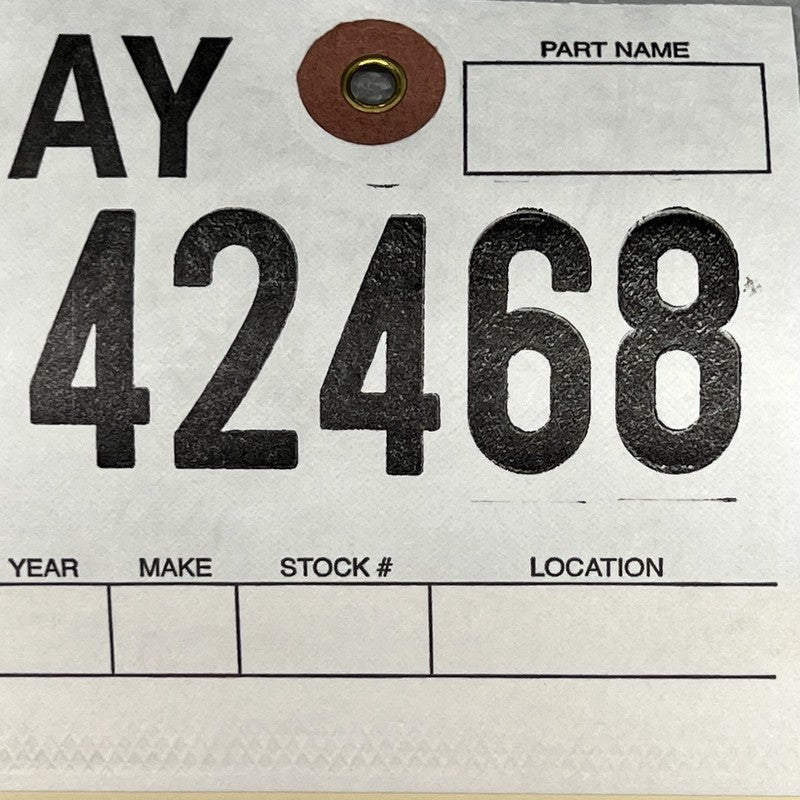 AY
PART NAME
42468
YEAR MAKE STOCK # LOCATION